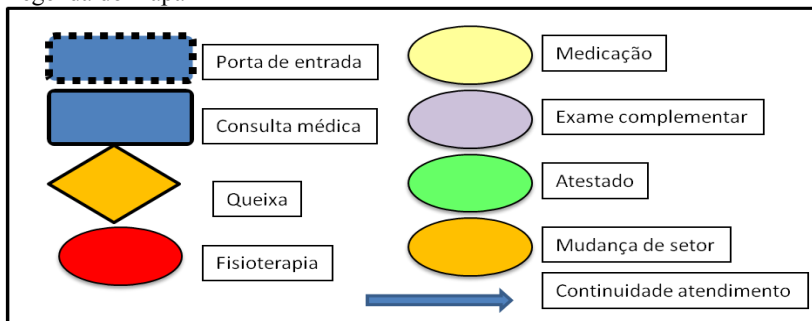 Porta de entrada
Consulta médica
Queixa
Fisioterapia
Medicação
Exame complementar
Atestado
Mudança de setor
Continuidade atendimento